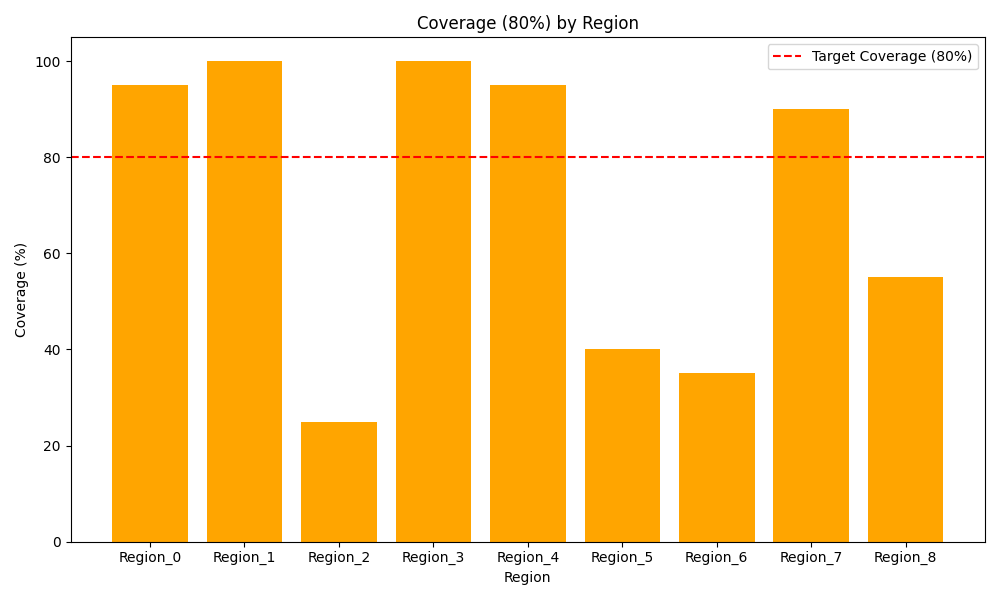 Coverage (80%) by Region
Target Coverage (80%)
Coverage (%)
100
80
60
40
20
0
Region_0 Region_1 Region_2 Region_3 Region_4 Region_5 Region_6 Region_7 Region_8
Region